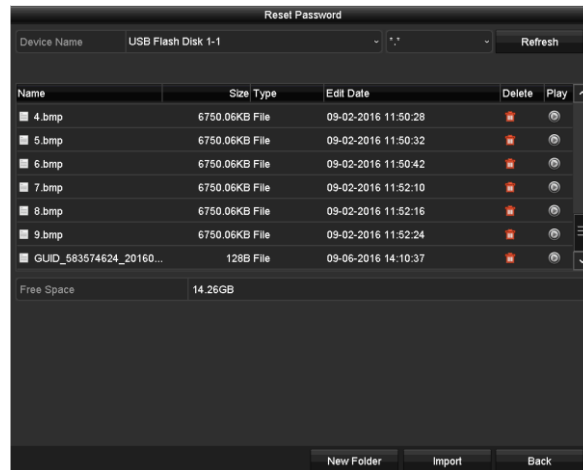 Reset Password
Device Name USB Flash Disk 1-1 *.* Refresh
Name Size Type Edit Date Delete Play
4.bmp 6750.06KB File 09-02-2016 11:50:28
5.bmp 6750.06KB File 09-02-2016 11:50:32
6.bmp 6750.06KB File 09-02-2016 11:50:42
7.bmp 6750.06KB File 09-02-2016 11:52:10
8.bmp 6750.06KB File 09-02-2016 11:52:16
9.bmp 6750.06KB File 09-02-2016 11:52:24
GUID_583574624_20160... 128B File 09-06-2016 14:10:37
Free Space 14.26GB
New Folder Import Back